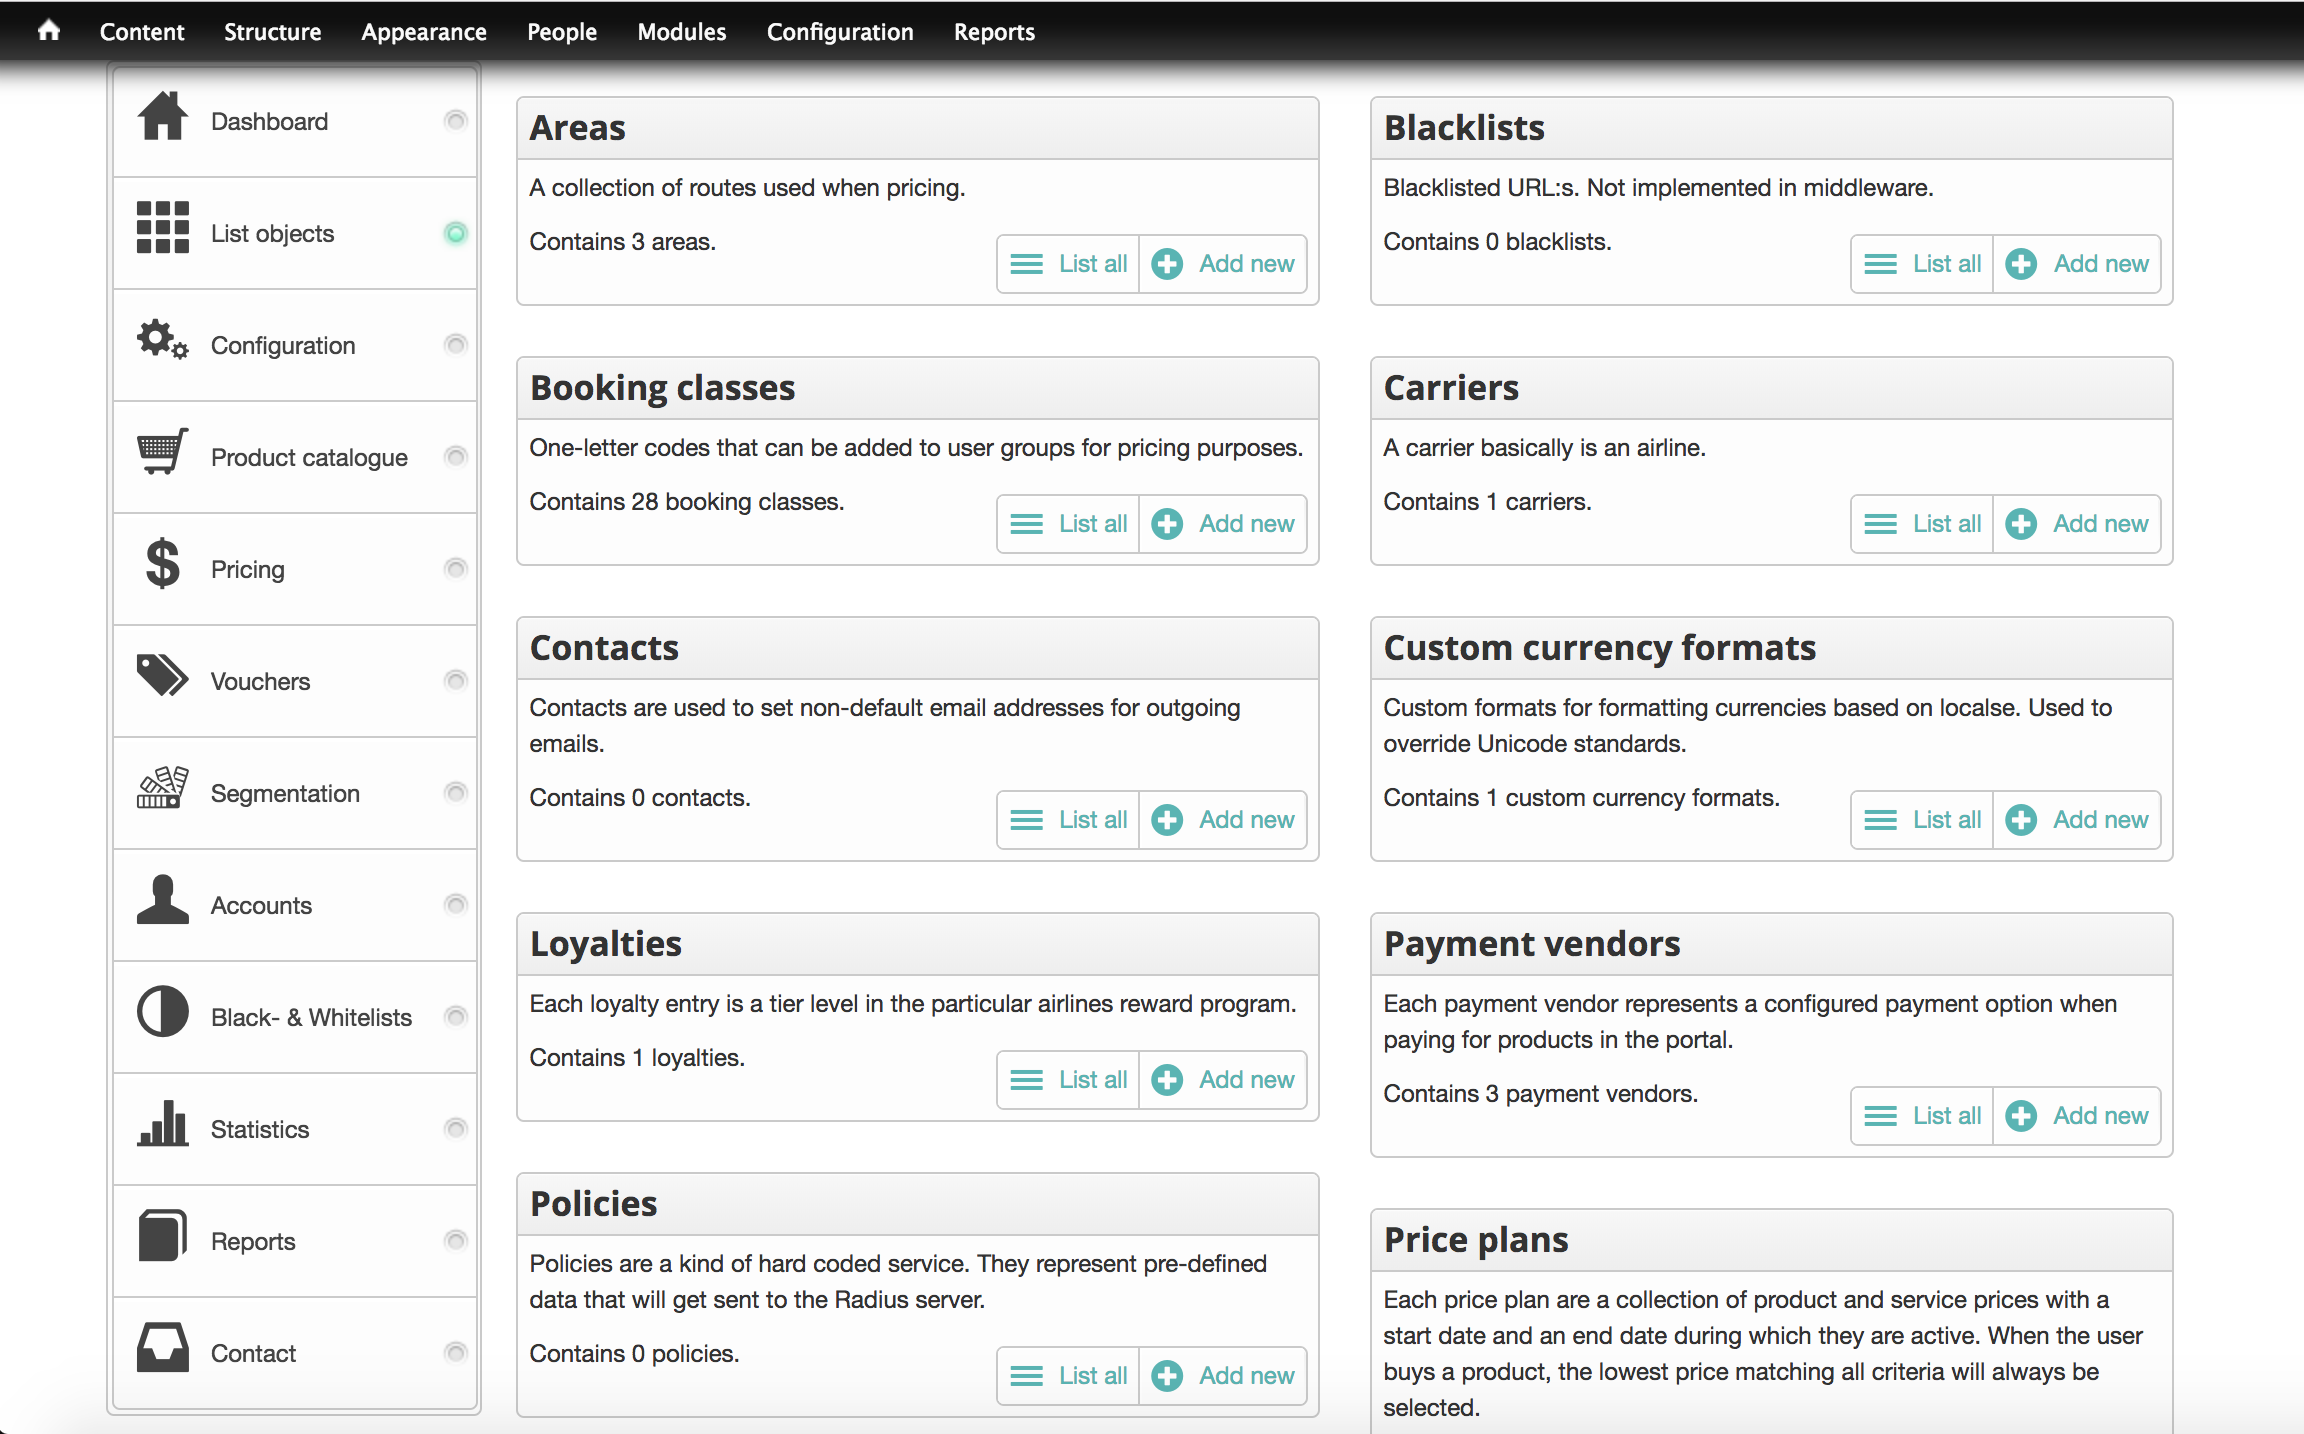 Content Structure Appearance People Modules Configuration Reports
Dashboard
List objects
Configuration
Product catalogue
$
Pricing
Vouchers
Segmentation
Accounts
Black- & Whitelists
Statistics
Reports
Contact
Areas
A collection of routes used when pricing.
Contains 3 areas.
List all Add new
Blacklists
Blacklisted URL:s. Not implemented in middleware.
Contains 0 blacklists.
List all Add new
Booking classes
One-letter codes that can be added to user groups for pricing purposes.
Contains 28 booking classes.
List all Add new
Carriers
A carrier basically is an airline.
Contains 1 carriers.
List all Add new
Contacts
Contacts are used to set non-default email addresses for outgoing
emails.
Contains 0 contacts.
List all Add new
Custom currency formats
Custom formats for formatting currencies based on localse. Used to
override Unicode standards.
Contains 1 custom currency formats.
List all Add new
Loyalties
Each loyalty entry is a tier level in the particular airlines reward program.
Contains 1 loyalties.
List all Add new
Payment vendors
Each payment vendor represents a configured payment option when
paying for products in the portal.
Contains 3 payment vendors.
List all Add new
Policies
Policies are a kind of hard coded service. They represent pre-defined
data that will get sent to the Radius server.
Contains 0 policies.
List all Add new
Price plans
Each price plan are a collection of product and service prices with a
start date and an end date during which they are active. When the user
buys a product, the lowest price matching all criteria will always be
selected.